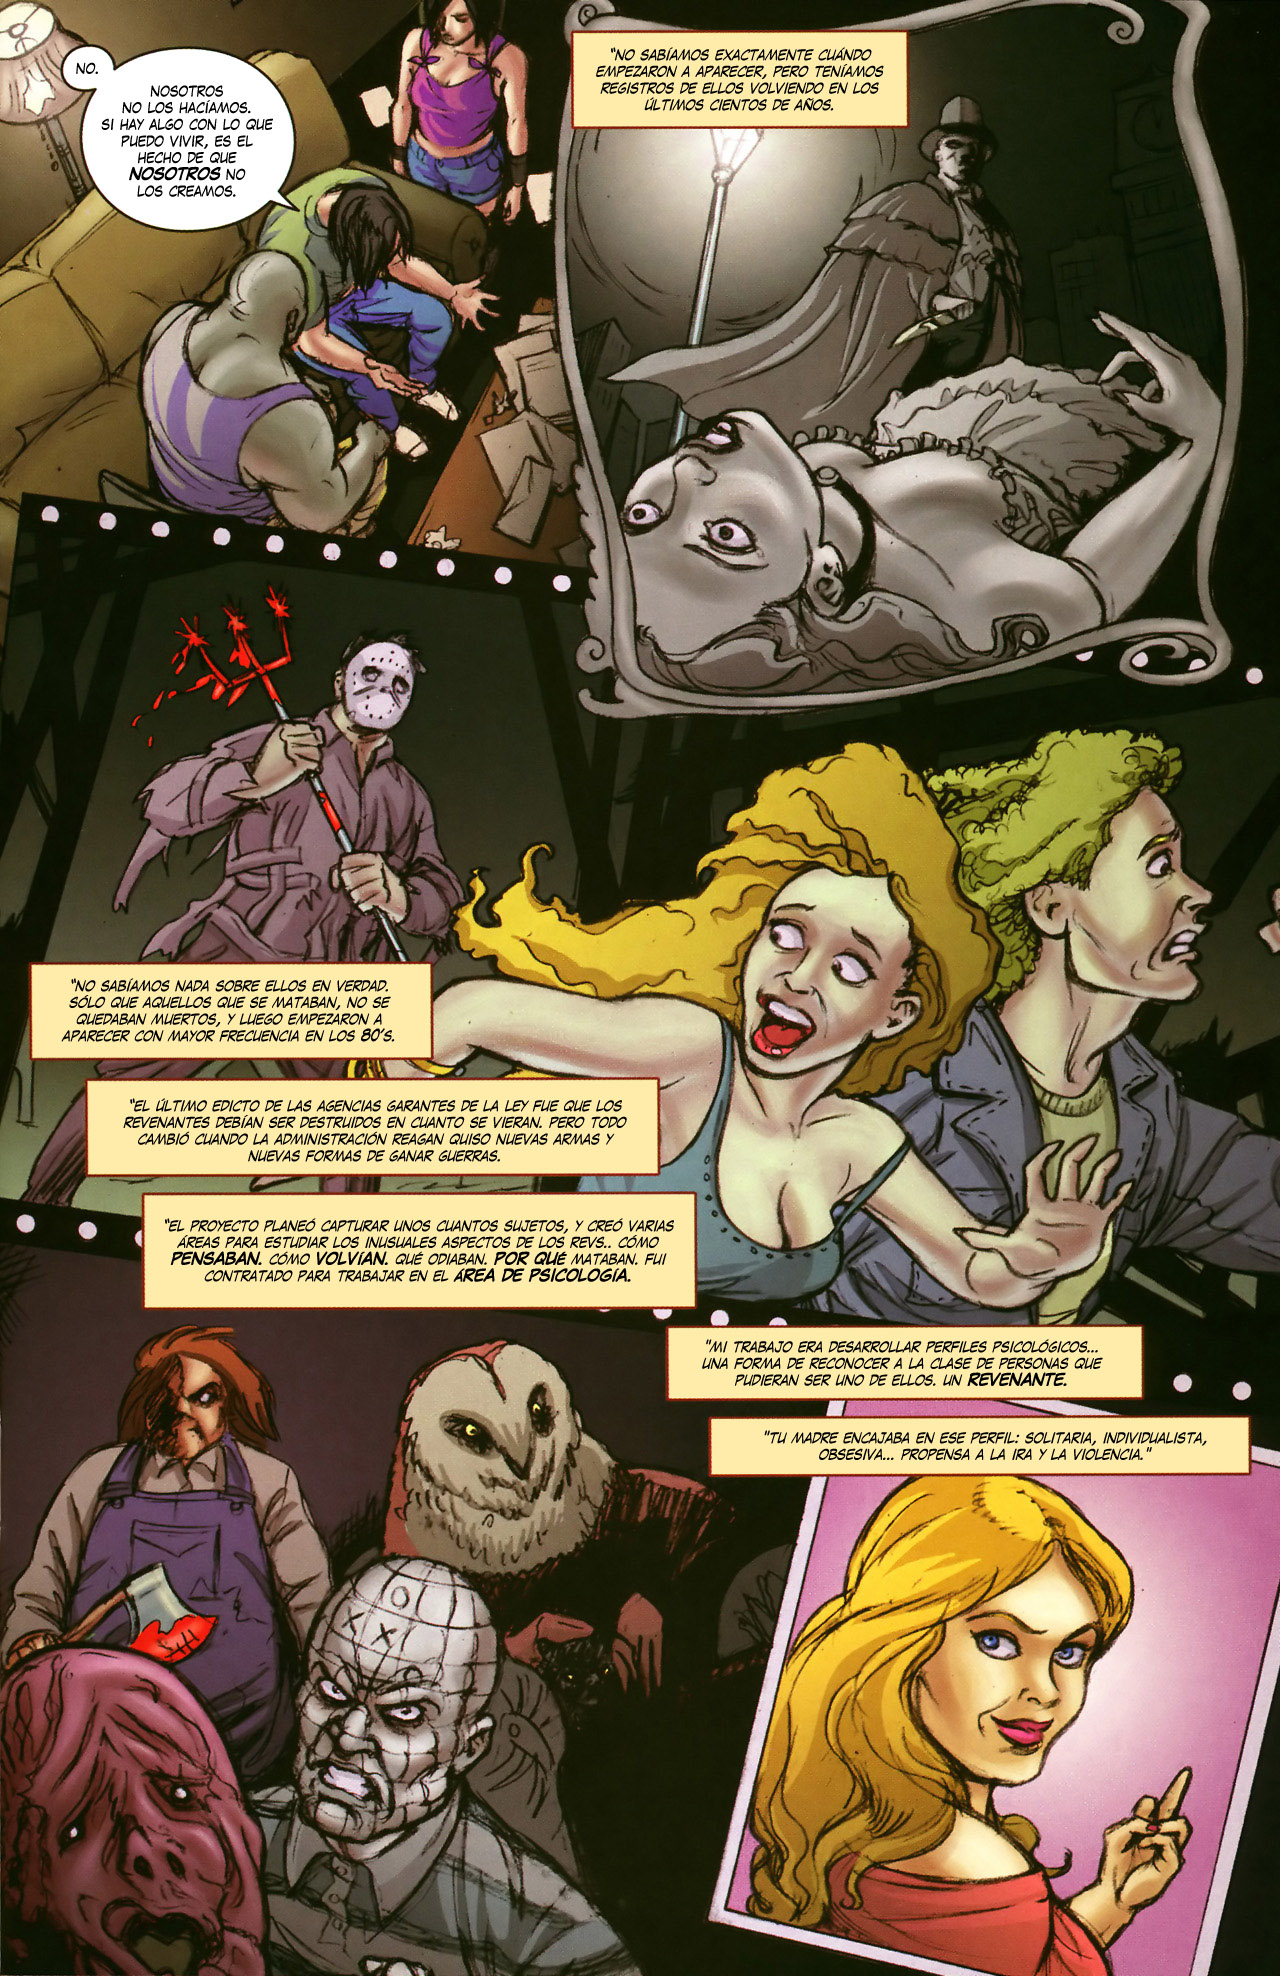 NO.
NOSOTROS
NO LOS HACÍAMOS.
SI HAY ALGO CON LO QUE
PUEDO VIVIR, ES EL
HECHO DE QUE
NOSOTROS NO
LOS CREAMOS.
"NO SABÍAMOS EXACTAMENTE CUÁNDO
EMPEZARON A APARECER, PERO TENÍAMOS
REGISTROS DE ELLOS VOLVIENDO EN LOS
ÚLTIMOS CIENTOS DE AÑOS.
"NO SABÍAMOS NADA SOBRE ELLOS EN VERDAD.
SÓLO QUE AQUELLOS QUE SE MATABAN, NO SE
QUEDABAN MUERTOS, Y LUEGO EMPEZARON A
APARECER CON MAYOR FRECUENCIA EN LOS 80'S.
"EL ÚLTIMO EDICTO DE LAS AGENCIAS GARANTES DE LA LEY FUE QUE LOS
REVENANTES DEBÍAN SER DESTRUIDOS EN CUANTO SE VIERAN. PERO TODO
CAMBIÓ CUANDO LA ADMINISTRACIÓN REAGAN QUISO NUEVAS ARMAS Y
NUEVAS FORMAS DE GANAR GUERRAS.
"EL PROYECTO PLANEÓ CAPTURAR UNOS CUANTOS SUJETOS, Y CREÓ VARIAS
ÁREAS PARA ESTUDIAR LOS INUSUALES ASPECTOS DE LOS REVS.. CÓMO
PENSABAN. CÓMO VOLVÍAN. QUÉ ODIABAN. POR QUÉ MATABAN. FUI
CONTRATADO PARA TRABAJAR EN EL ÁREA DE PSICOLOGÍA.
"MI TRABAJO ERA DESARROLLAR PERFILES PSICOLÓGICOS...
UNA FORMA DE RECONOCER A LA CLASE DE PERSONAS QUE
PUDIERAN SER UNO DE ELLOS. UN REVENANTE.
"TU MADRE ENCAJABA EN ESE PERFIL: SOLITARIA, INDIVIDUALISTA,
OBSESIVA... PROPENSA A LA IRA Y LA VIOLENCIA."